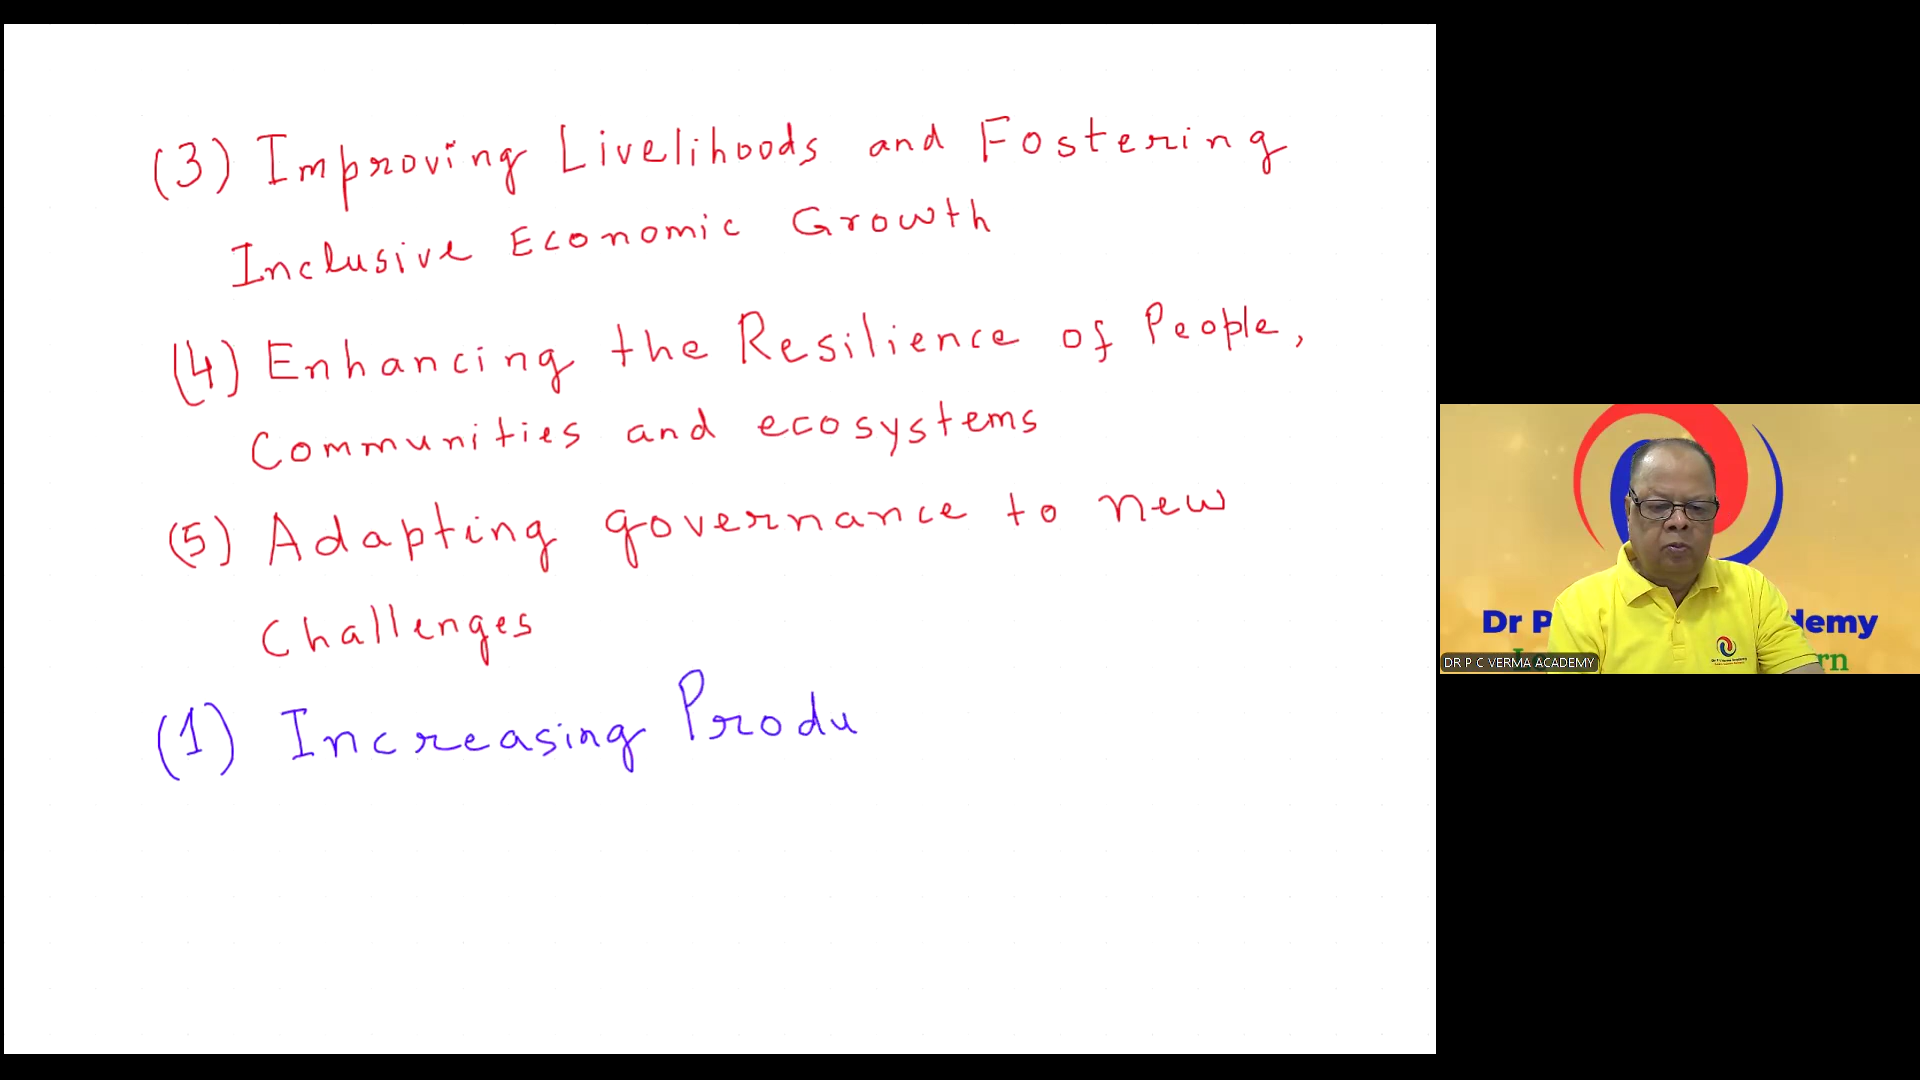 (3) Improving Livelihoods and Fostering
Inclusive Economic Growth
(4) Enhancing the Resilience of People,
Communities and ecosystems
(5) Adapting governance to new
Challenges
(1) Increasing Produ
Dr P
demy
rn
DR P C VERMA ACADEMY